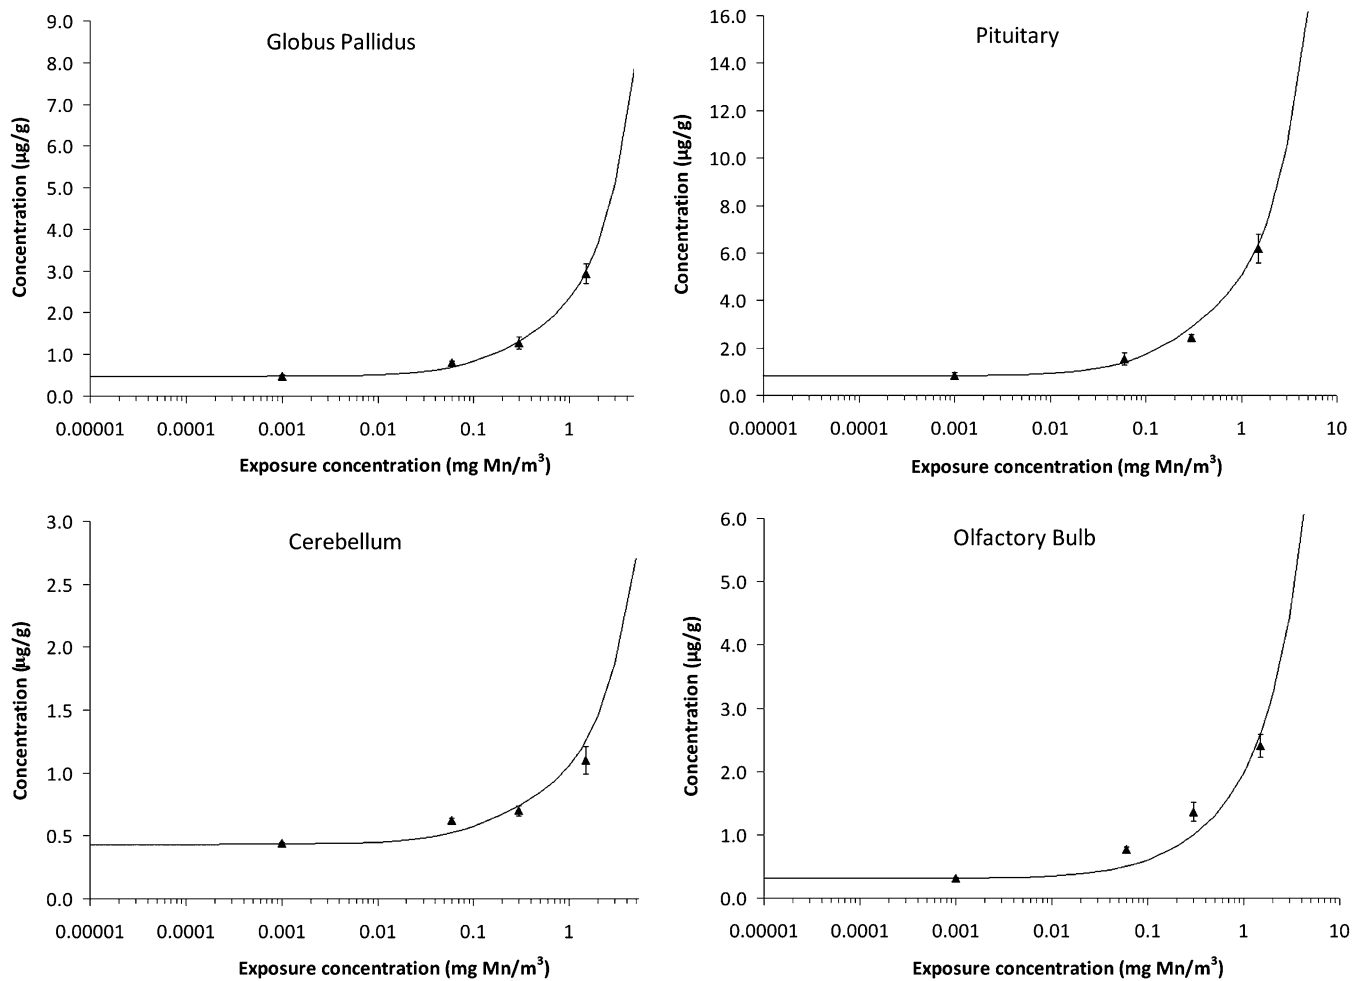 Globus Pallidus
Concentration (µg/g)
9.0
8.0
7.0
6.0
5.0
4.0
3.0
2.0
1.0
0.0
0.00001 0.0001 0.001 0.01 0.1 1
Exposure concentration (mg Mn/m³)
Pituitary
Concentration (µg/g)
16.0
14.0
12.0
10.0
8.0
6.0
4.0
2.0
0.0
0.00001 0.0001 0.001 0.01 0.1 1 10
Exposure concentration (mg Mn/m³)
Cerebellum
Concentration (µg/g)
3.0
2.5
2.0
1.5
1.0
0.5
0.0
0.00001 0.0001 0.001 0.01 0.1 1
Exposure concentration (mg Mn/m³)
Olfactory Bulb
Concentration (µg/g)
6.0
5.0
4.0
3.0
2.0
1.0
0.0
0.00001 0.0001 0.001 0.01 0.1 1 10
Exposure concentration (mg Mn/m³)